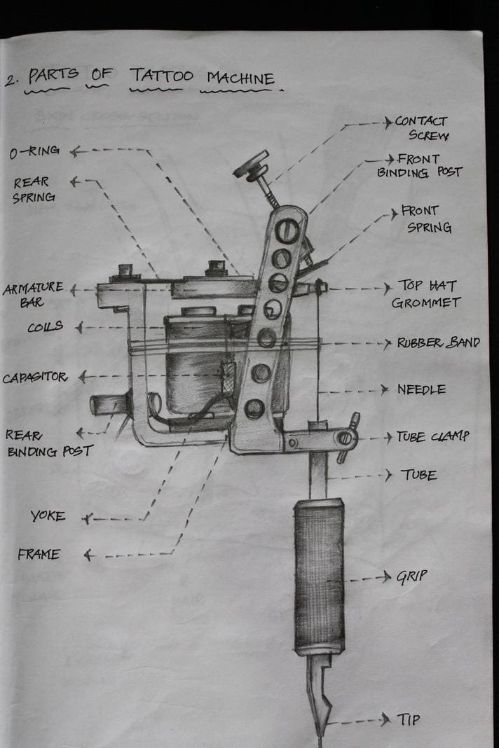 2. PARTS OF TATTOO MACHINE.
O-RING
REAR
SPRING
ARMATURE
BAR
COILS
CAPASITOR
REAR
BINDING POST
YOKE
FRAME
CONTACT
SCREW
FRONT
BINDING POST
FRONT
SPRING
TOP HAT
GROMMET
RUBBER BAND
NEEDLE
TUBE CLAMP
TUBE
GRIP
TIP